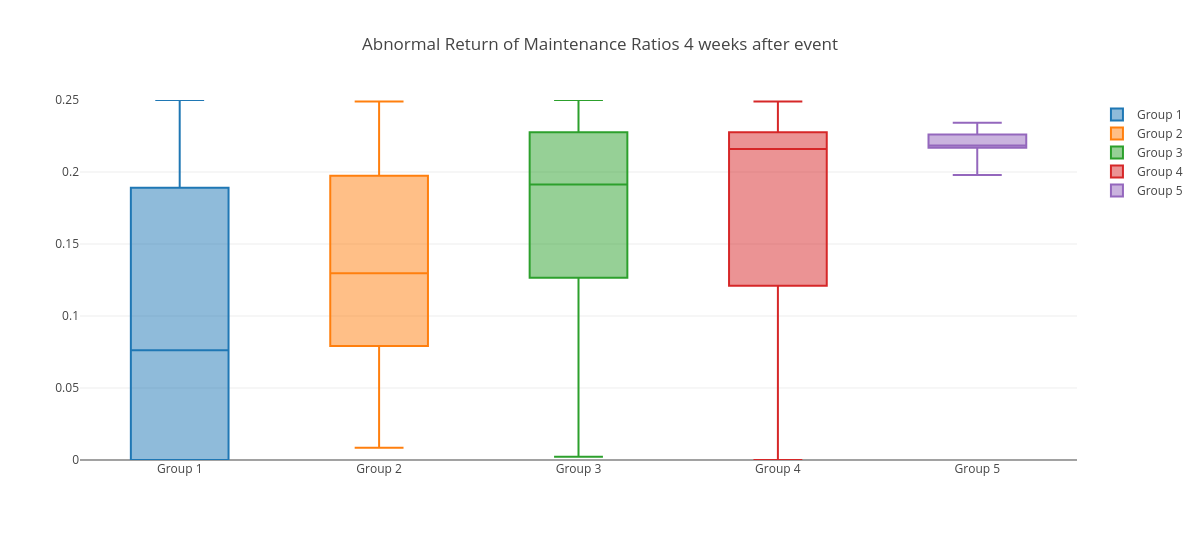 Abnormal Return of Maintenance Ratios 4 weeks after event
0.25
0.2
0.15
0.1
0.05
0
Group 1
Group 2
Group 3
Group 4
Group 5
Group 1
Group 2
Group 3
Group 4
Group 5